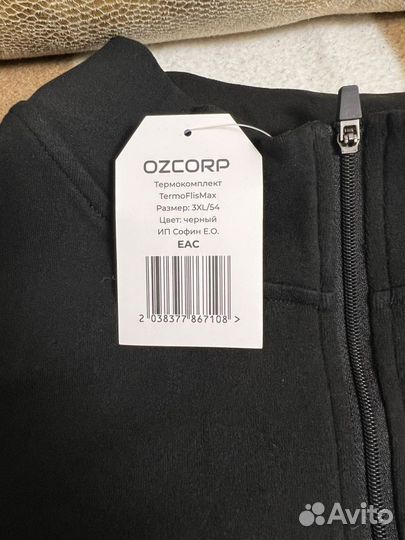 OZCORP
Термокомплект
TermoFlisMax
Размер: 3XL/54
Цвет: черный
ИП Софин Е.О.
EAC
2 038377 867108 >
Avito